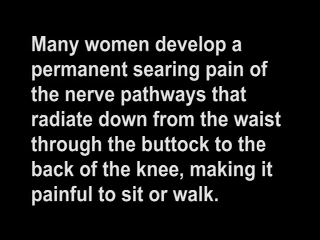 Many women develop a
permanent searing pain of
the nerve pathways that
radiate down from the waist
through the buttock to the
back of the knee, making it
painful to sit or walk.